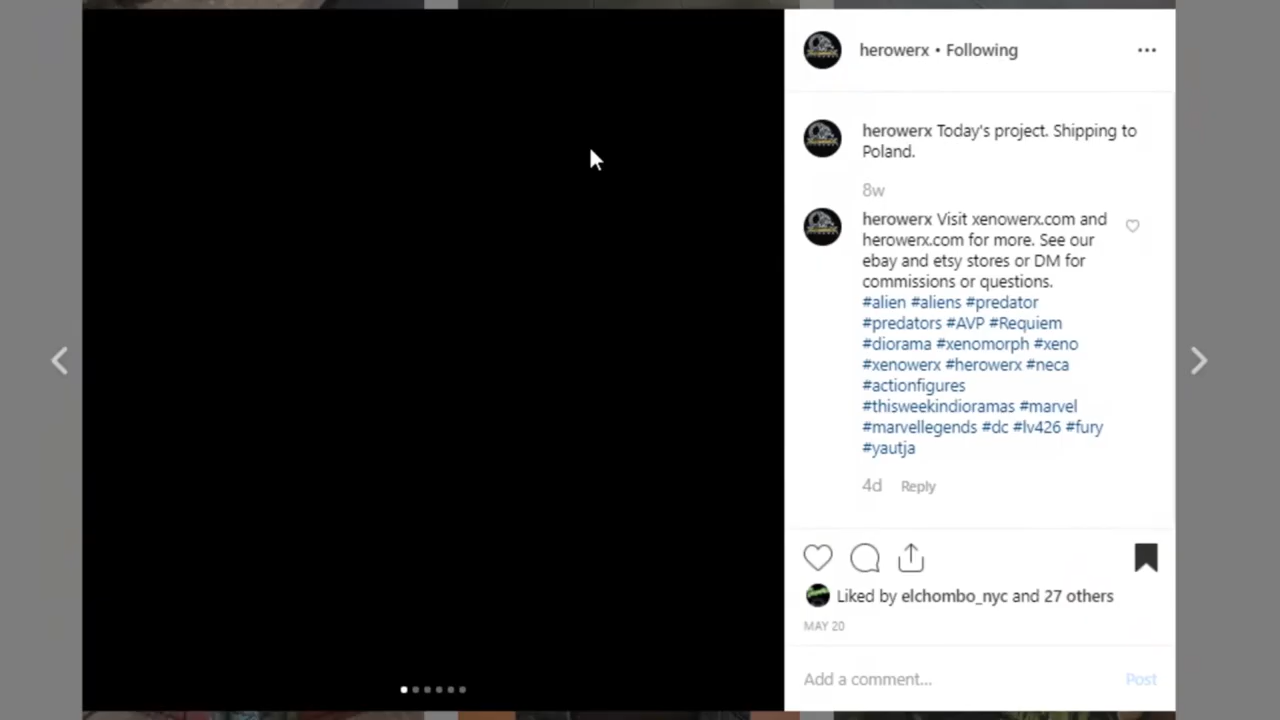 herowerx • Following
herowerx Today's project. Shipping to
Poland.
8w
herowerx Visit xenowerx.com and
herowerx.com for more. See our
ebay and etsy stores or DM for
commissions or questions.
#alien #aliens #predator
#predators #AVP #Requiem
#diorama #xenomorph #xeno
#xenowerx #herowerx #neca
#actionfigures
#thisweekindioramas #marvel
#marvellegends #dc #lv426 #fury
#yautja
4d Reply
Liked by elchombo_nyc and 27 others
MAY 20
Add a comment... Post